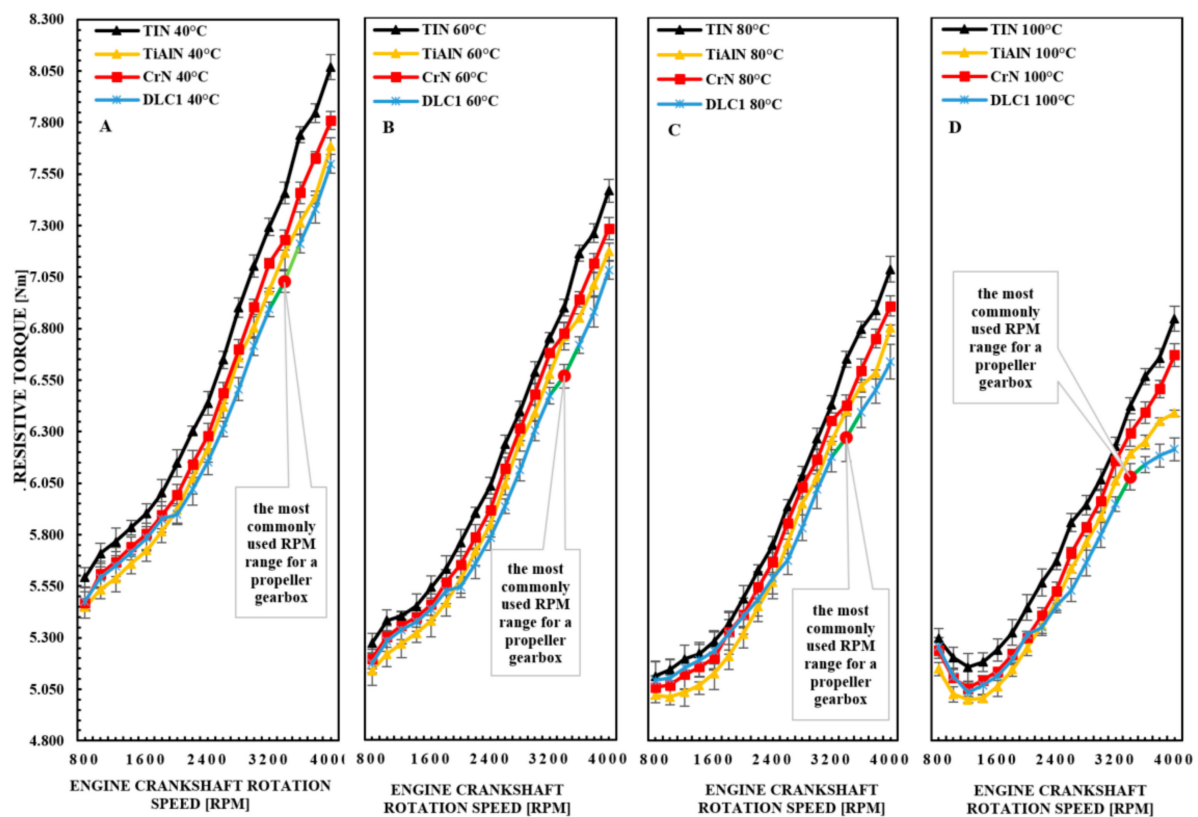 . RESISTIVE TORQUE [Nm]
8.300
8.050
7.800
7.550
7.300
7.050
6.800
6.550
6.300
6.050
5.800
5.550
5.300
5.050
4.800
TIN 40°C
TiAlN 40°C
CrN 40°C
DLC1 40°C
A
the most
commonly
used RPM
range for a
propeller
gearbox
800 1600 2400 3200 4000
ENGINE CRANKSHAFT ROTATION
SPEED [RPM]
TIN 60°C
TiAlN 60°C
CrN 60°C
DLC1 60°C
B
the most
commonly
used RPM
range for a
propeller
gearbox
800 1600 2400 3200 4000
ENGINE CRANKSHAFT
ROTATION SPEED [RPM]
TIN 80°C
TiAlN 80°C
CrN 80°C
DLC1 80°C
C
the most
commonly
used RPM
range for a
propeller
gearbox
800 1600 2400 3200 4000
ENGINE CRANKSHAFT
ROTATION SPEED [RPM]
TIN 100°C
TiAlN 100°C
CrN 100°C
DLC1 100°C
D
the most
commonly
used RPM
range for a
propeller
gearbox
800 1600 2400 3200 4000
ENGINE CRANKSHAFT
ROTATION SPEED [RPM]